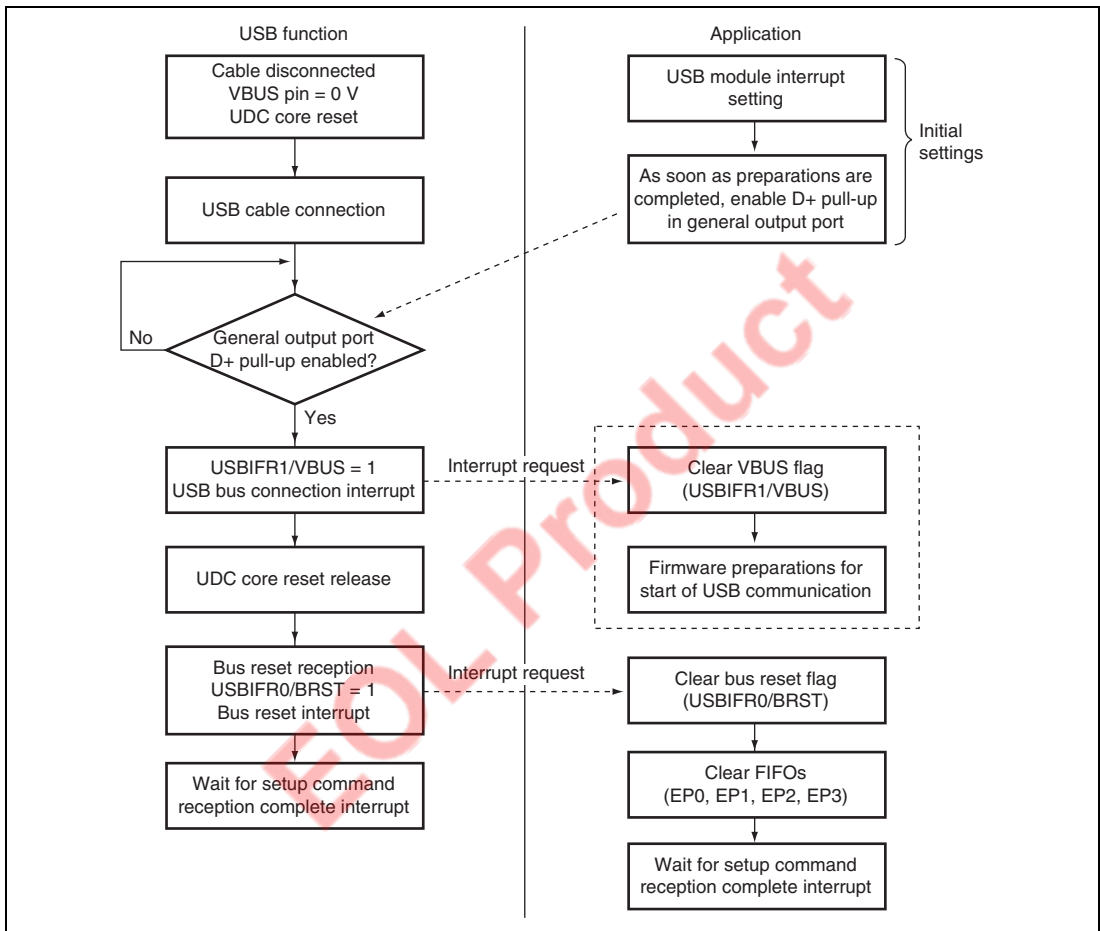 USB function
Cable disconnected
VBUS pin = 0 V
UDC core reset
USB cable connection
No
General output port
D+ pull-up enabled?
Yes
USBIFR1/VBUS = 1
USB bus connection interrupt
Interrupt request
UDC core reset release
Bus reset reception
USBIFR0/BRST = 1
Bus reset interrupt
Interrupt request
Wait for setup command
reception complete interrupt
Application
USB module interrupt
setting
As soon as preparations are
completed, enable D+ pull-up
in general output port
Initial
settings
Clear VBUS flag
(USBIFR1/VBUS)
Firmware preparations for
start of USB communication
Clear bus reset flag
(USBIFR0/BRST)
Clear FIFOs
(EP0, EP1, EP2, EP3)
Wait for setup command
reception complete interrupt
EOL Product